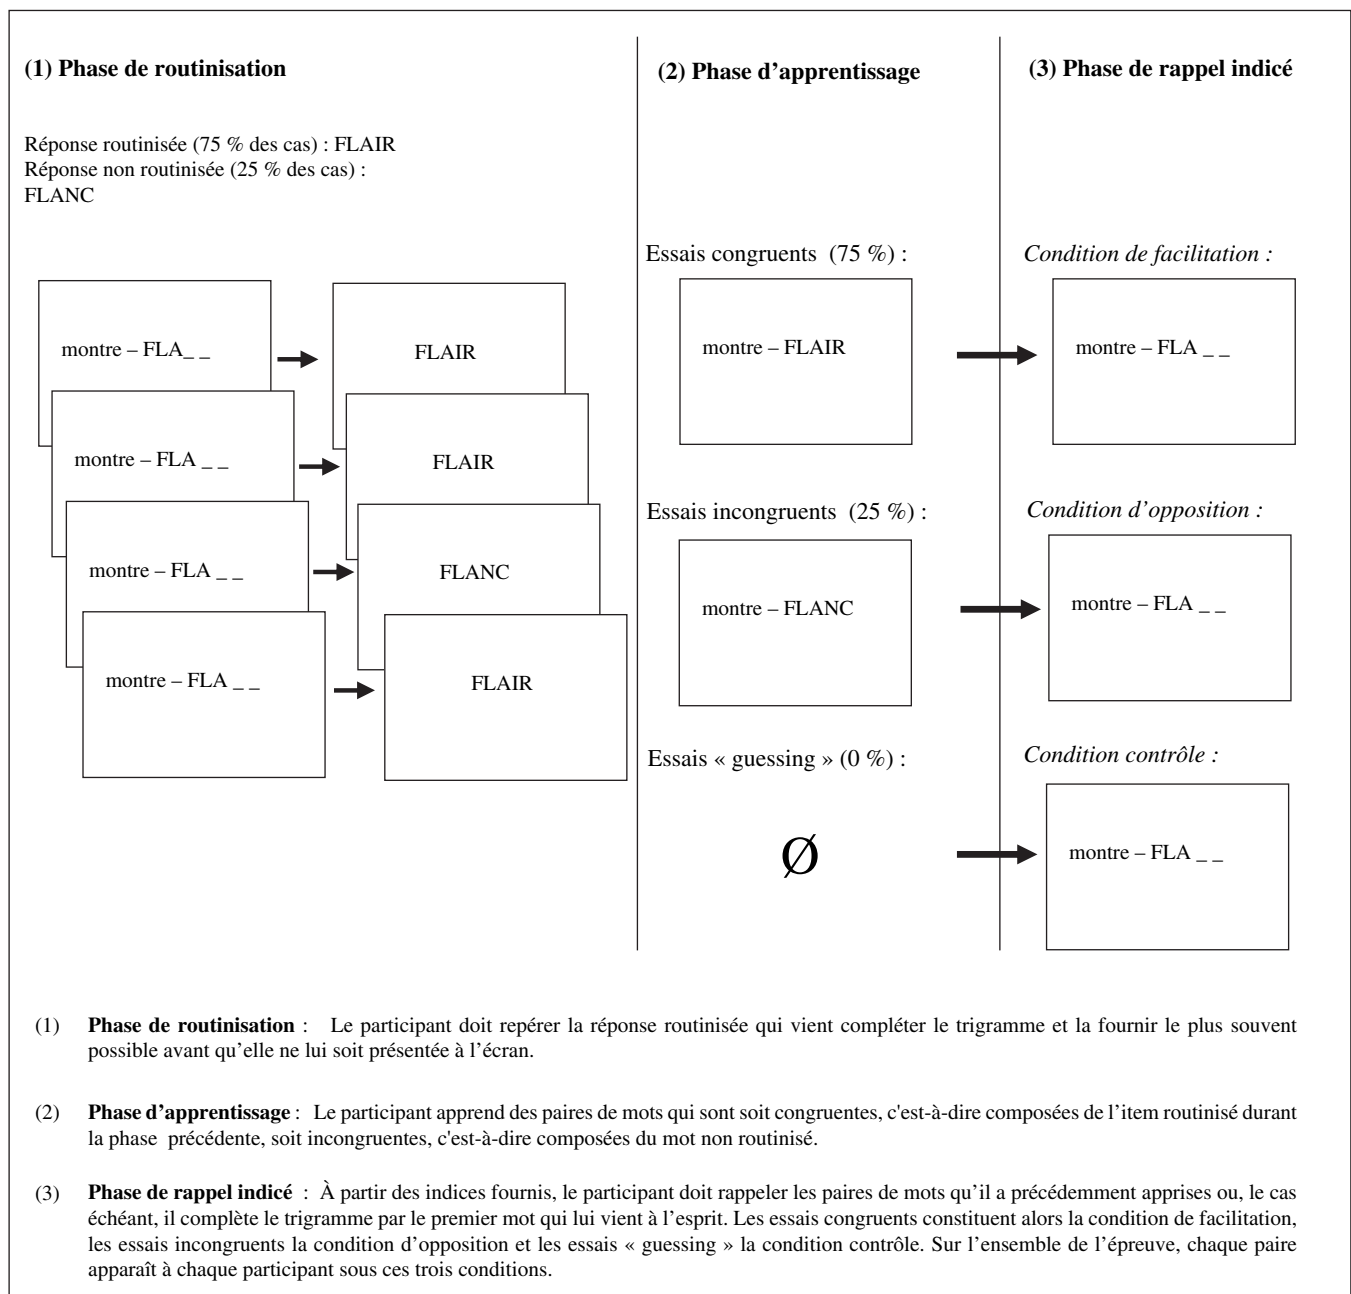 (1) Phase de routinisation
Réponse routinisée (75 % des cas) : FLAIR
Réponse non routinisée (25 % des cas) :
FLANC
montre – FLA_ _
FLAIR
montre – FLA _ _
FLAIR
montre – FLA _ _
FLANC
montre – FLA _ _
FLAIR
(2) Phase d’apprentissage
Essais congruents (75 %) :
montre – FLAIR
Essais incongruents (25 %) :
montre – FLANC
Essais « guessing » (0 %) :
Ø
(3) Phase de rappel indicé
Condition de facilitation :
montre – FLA _ _
Condition d’opposition :
montre – FLA _ _
Condition contrôle :
montre – FLA _ _
(1) Phase de routinisation : Le participant doit repérer la réponse routinisée qui vient compléter le trigramme et la fournir le plus souvent
possible avant qu’elle ne lui soit présentée à l’écran.
(2) Phase d’apprentissage : Le participant apprend des paires de mots qui sont soit congruentes, c'est-à-dire composées de l’item routinisé durant
la phase précédente, soit incongruentes, c'est-à-dire composées du mot non routinisé.
(3) Phase de rappel indicé : À partir des indices fournis, le participant doit rappeler les paires de mots qu’il a précédemment apprises ou, le cas
échéant, il complète le trigramme par le premier mot qui lui vient à l’esprit. Les essais congruents constituent alors la condition de facilitation,
les essais incongruents la condition d’opposition et les essais « guessing » la condition contrôle. Sur l’ensemble de l’épreuve, chaque paire
apparaît à chaque participant sous ces trois conditions.